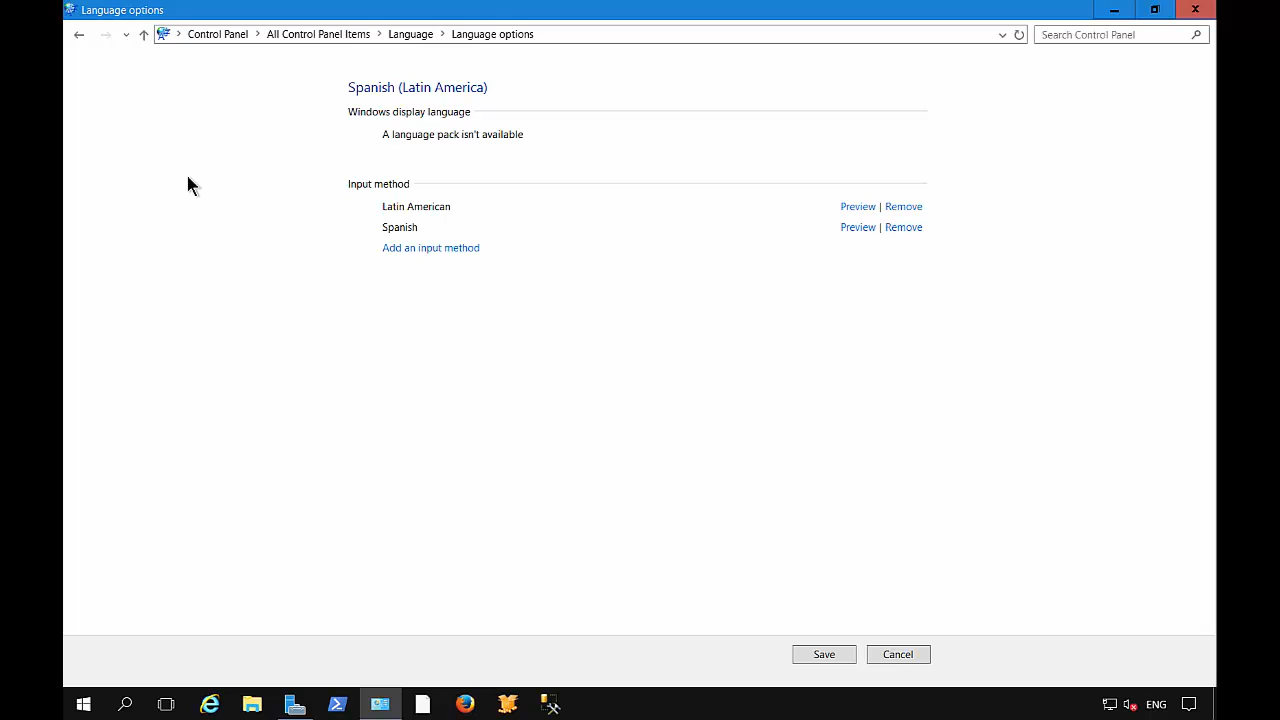 Language options
Control Panel > All Control Panel Items > Language > Language options
Search Control Panel
Spanish (Latin America)
Windows display language
A language pack isn't available
Input method
Latin American Preview | Remove
Spanish Preview | Remove
Add an input method
Save Cancel
ENG